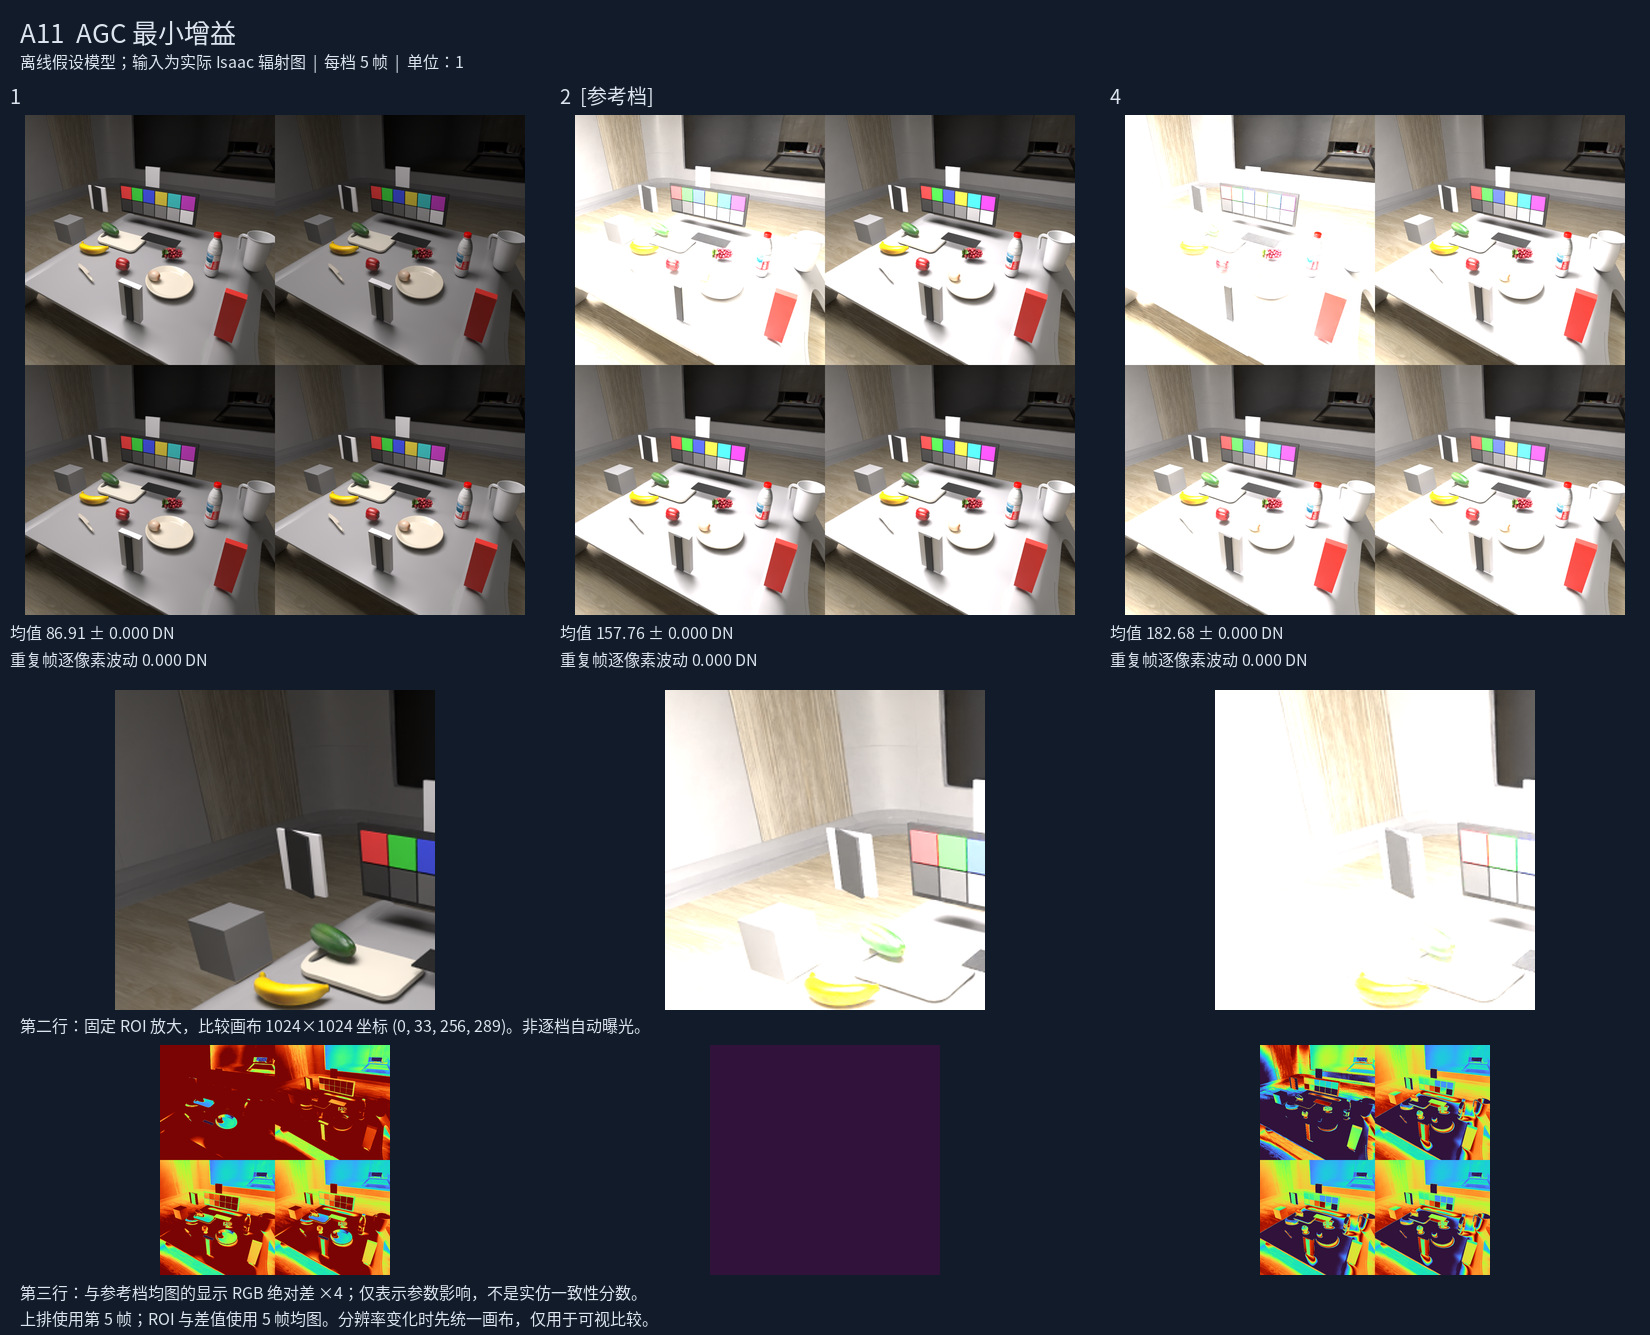 A11 AGC 最小增益
离线假设模型；输入为实际 Isaac 辐射图 | 每档 5 帧 | 单位：1
1
2 [参考档]
4
均值 86.91 ± 0.000 DN
重复帧逐像素波动 0.000 DN
均值 157.76 ± 0.000 DN
重复帧逐像素波动 0.000 DN
均值 182.68 ± 0.000 DN
重复帧逐像素波动 0.000 DN
第二行：固定 ROI 放大，比较画布 1024×1024 坐标 (0, 33, 256, 289)。非逐档自动曝光。
第三行：与参考档均图的显示 RGB 绝对差 ×4；仅表示参数影响，不是实仿一致性分数。
上排使用第 5 帧；ROI 与差值使用 5 帧均图。分辨率变化时先统一画布，仅用于可视比较。